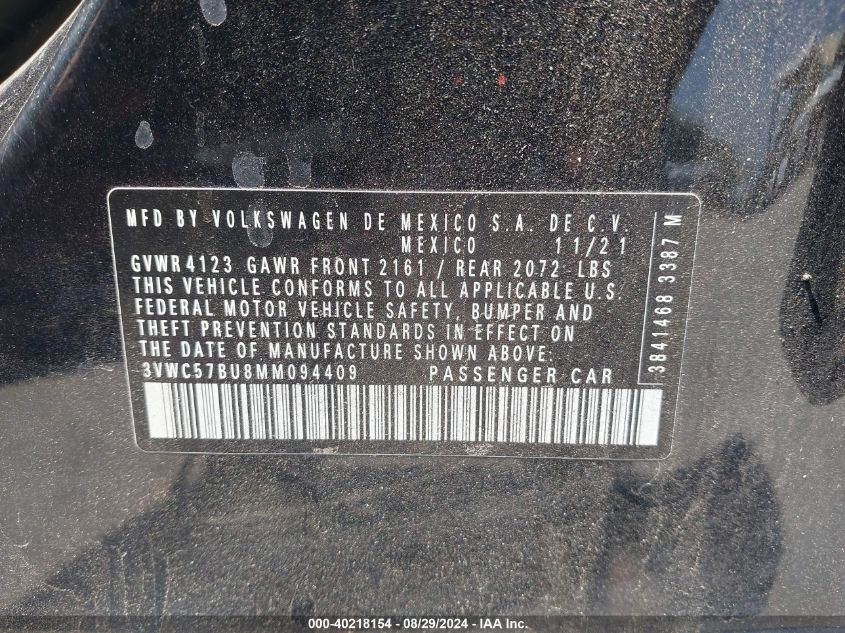 MFD BY VOLKSWAGEN DE MEXICO S.A. DE C.V.
MEXICO 11/21
GVWR 4123 GAWR FRONT 2161 / REAR 2072 LBS
THIS VEHICLE CONFORMS TO ALL APPLICABLE U.S.
FEDERAL MOTOR VEHICLE SAFETY, BUMPER AND
THEFT PREVENTION STANDARDS IN EFFECT ON
THE DATE OF MANUFACTURE SHOWN ABOVE:
3VWC57BU8MM094409 PASSENGER CAR
3841468 3387 M
000-40218154 - 08/29/2024 - IAA Inc.